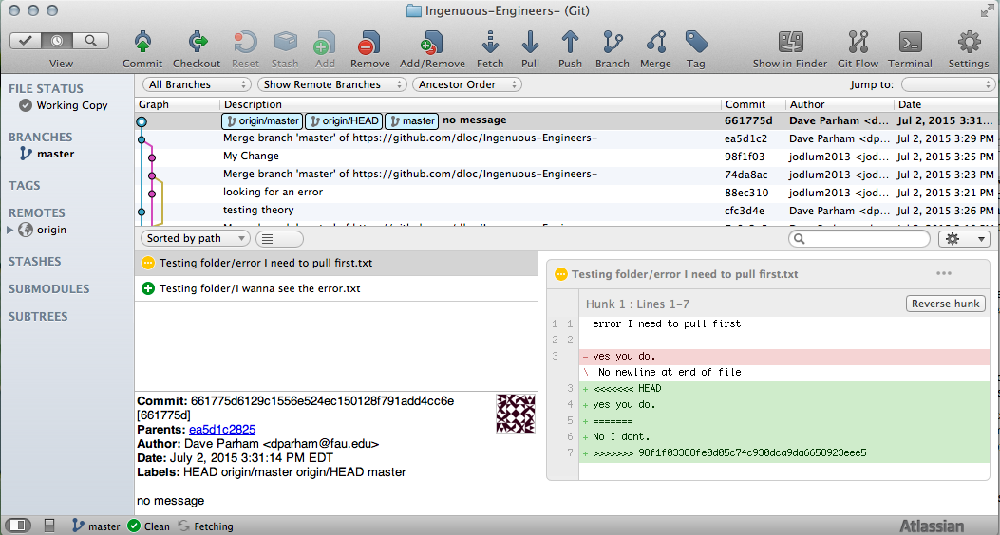 Ingenuous-Engineers- (Git)
View Commit Checkout Reset Stash Add Remove Add/Remove Fetch Pull Push Branch Merge Tag Show in Finder Git Flow Terminal Settings
FILE STATUS
Working Copy
BRANCHES
master
TAGS
REMOTES
origin
STASHES
SUBMODULES
SUBTREES
All Branches Show Remote Branches Ancestor Order Jump to:
Graph Description Commit Author Date
origin/master origin/HEAD master no message 661775d Dave Parham <d... Jul 2, 2015 3:31...
Merge branch 'master' of https://github.com/dloc/Ingenuous-Engineers- ea5d1c2 Dave Parham <dp... Jul 2, 2015 3:29 PM
My Change 98f1f03 jodlum2013 <jod... Jul 2, 2015 3:25 PM
Merge branch 'master' of https://github.com/dloc/Ingenuous-Engineers- 74da8ac jodlum2013 <jod... Jul 2, 2015 3:23 PM
looking for an error 88ec310 jodlum2013 <jod... Jul 2, 2015 3:21 PM
testing theory cfc3d4e Dave Parham <dp... Jul 2, 2015 3:26 PM
Sorted by path
Testing folder/error I need to pull first.txt
Testing folder/I wanna see the error.txt
Commit: 661775d6129c1556e524ec150128f791add4cc6e
[661775d]
Parents: ea5d1c2825
Author: Dave Parham <dparham@fau.edu>
Date: July 2, 2015 3:31:14 PM EDT
Labels: HEAD origin/master origin/HEAD master
no message
Testing folder/error I need to pull first.txt
Hunk 1 : Lines 1-7 Reverse hunk
1 1 error I need to pull first
2 2
3 - yes you do.
\ No newline at end of file
3 + <<<<<<< HEAD
4 + yes you do.
5 + =======
6 + No I dont.
7 + >>>>>>> 98f1f03388fe0d05c74c930dca9da6658923eee5
master Clean Fetching Atlassian